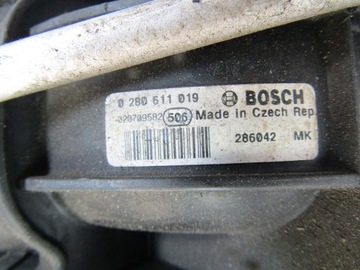 0 280 611 019 BOSCH
506 Made in Czech Rep
286042 MK